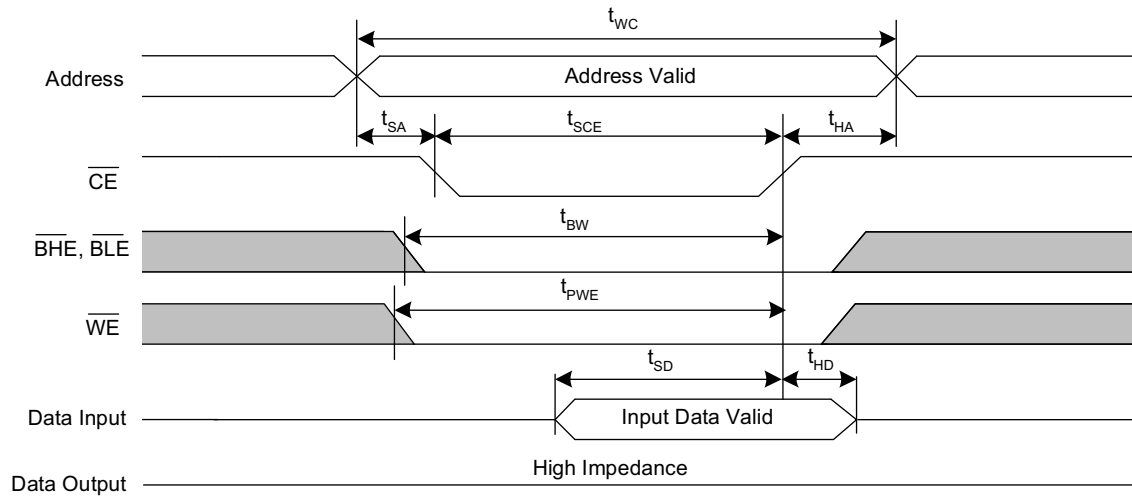 tWC
Address
Address Valid
tSA
tSCE
tHA
CE
tBW
BHE, BLE
tPWE
WE
tSD
tHD
Data Input
Input Data Valid
High Impedance
Data Output